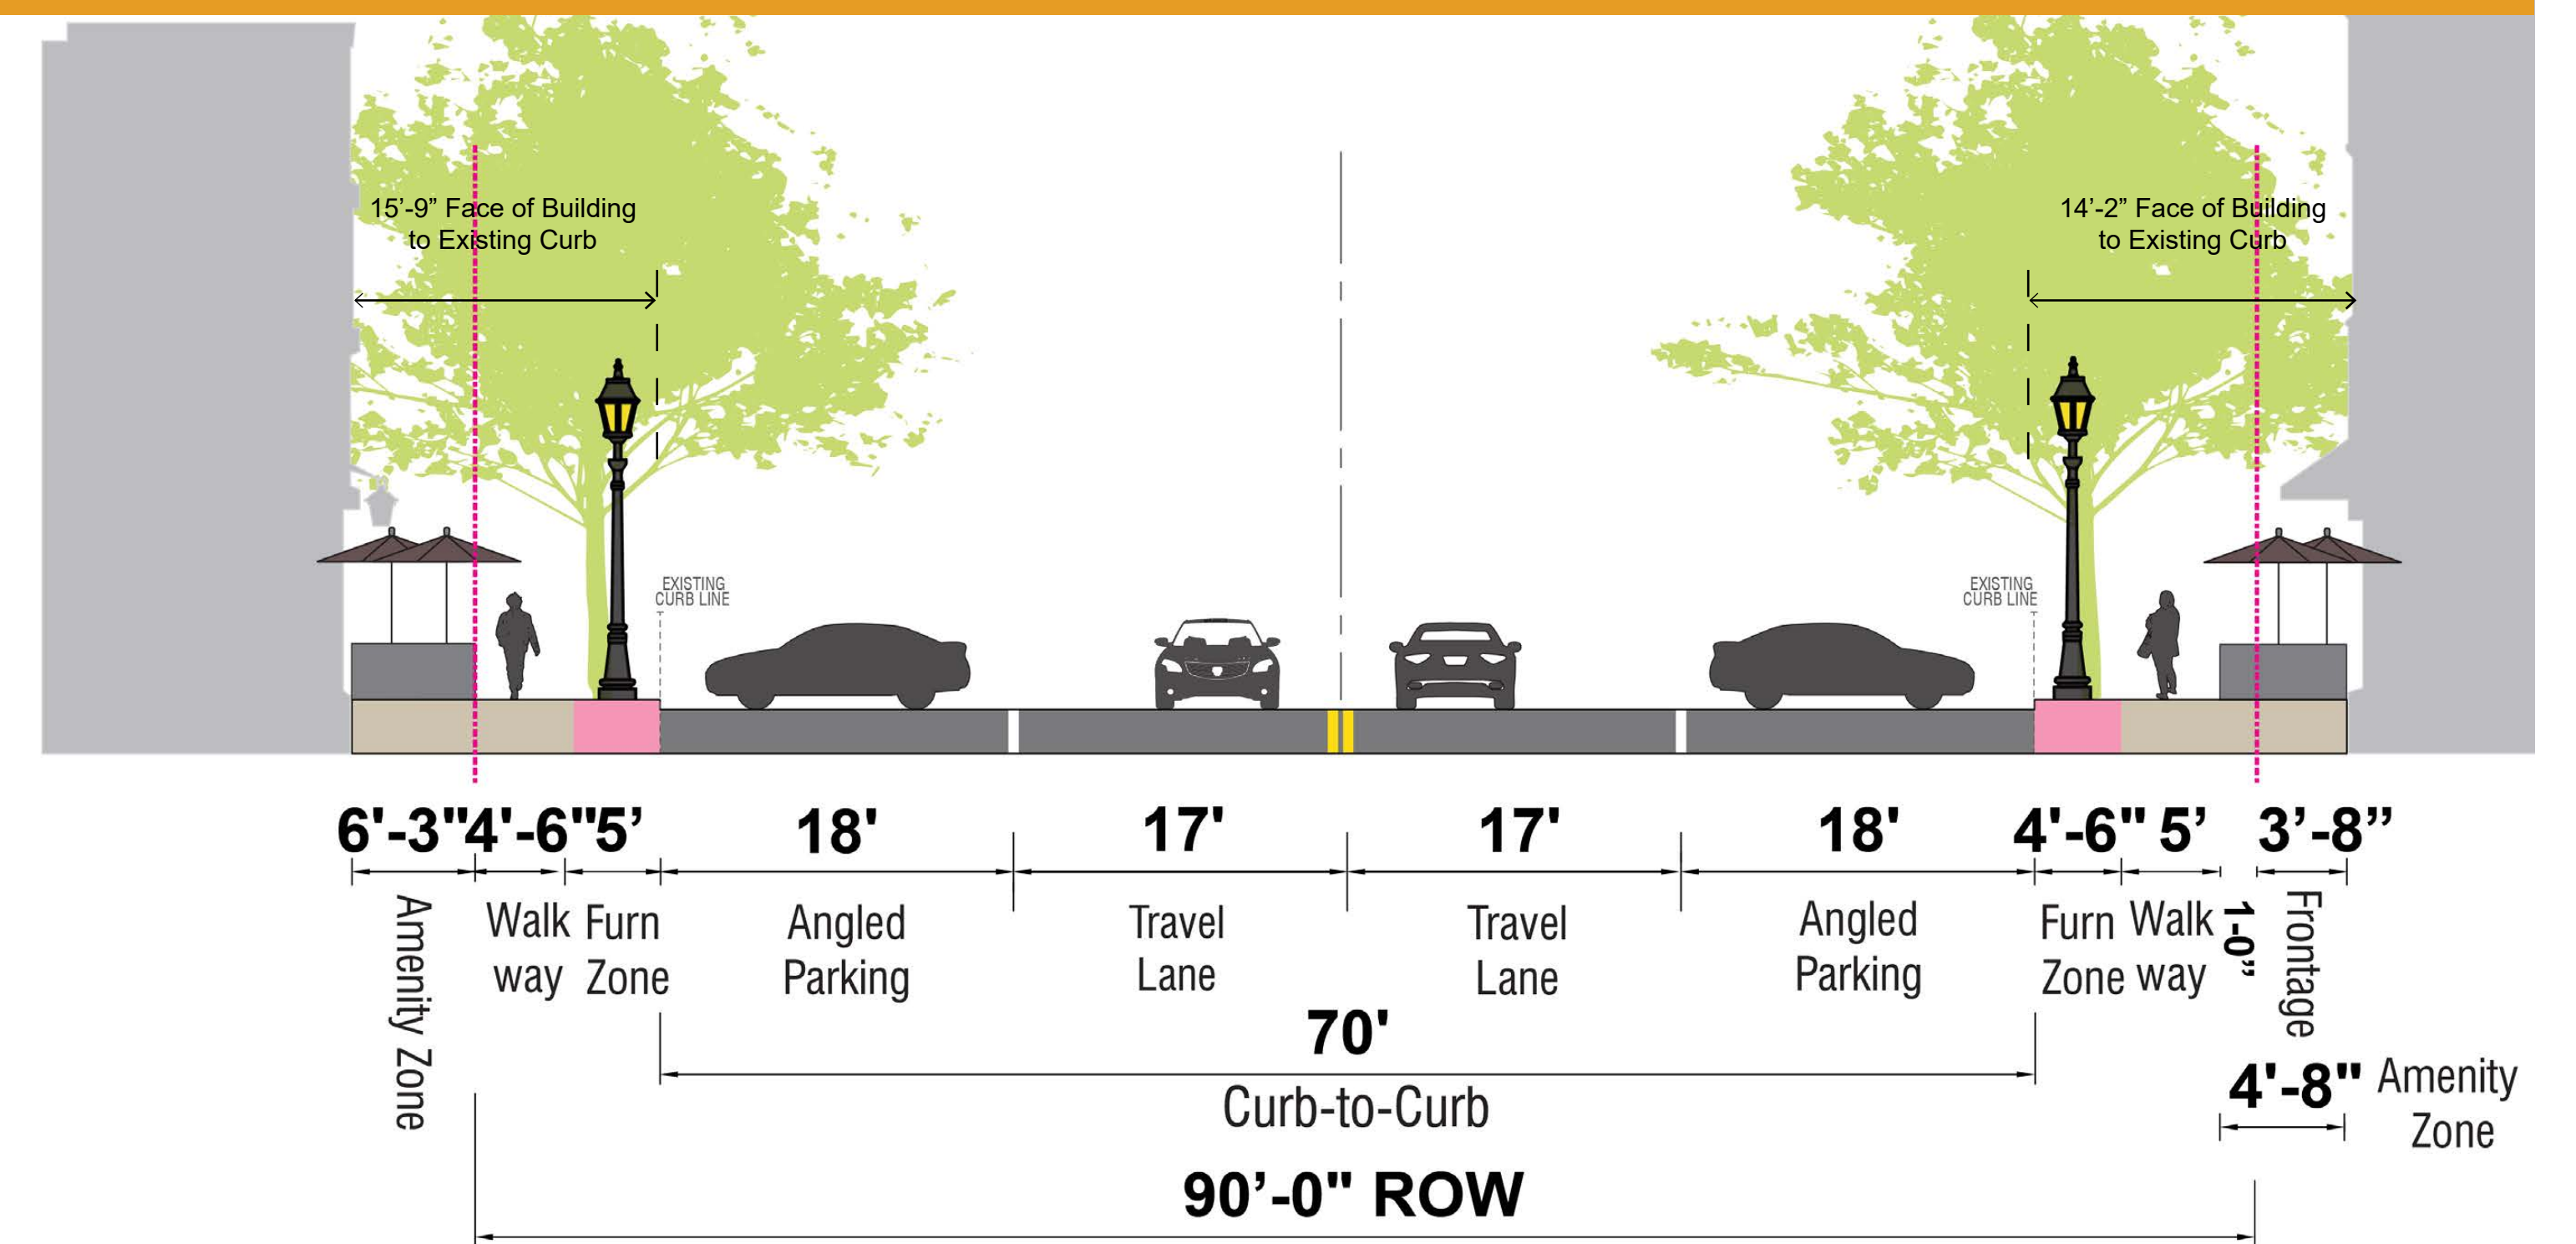 15’-9” Face of Building
to Existing Curb
14’-2” Face of Building
to Existing Curb
EXISTING
CURB LINE
EXISTING
CURB LINE
6'-3" 4'-6" 5’ 18' 17' 17' 18' 4'-6" 5’ 3’-8”
Amenity Zone
Walk
way
Furn
Zone
Angled
Parking
Travel
Lane
Travel
Lane
Angled
Parking
Furn
Zone
Walk
way
1-0”
Frontage
70'
Curb-to-Curb
4'-8" Amenity
Zone
90’-0" ROW